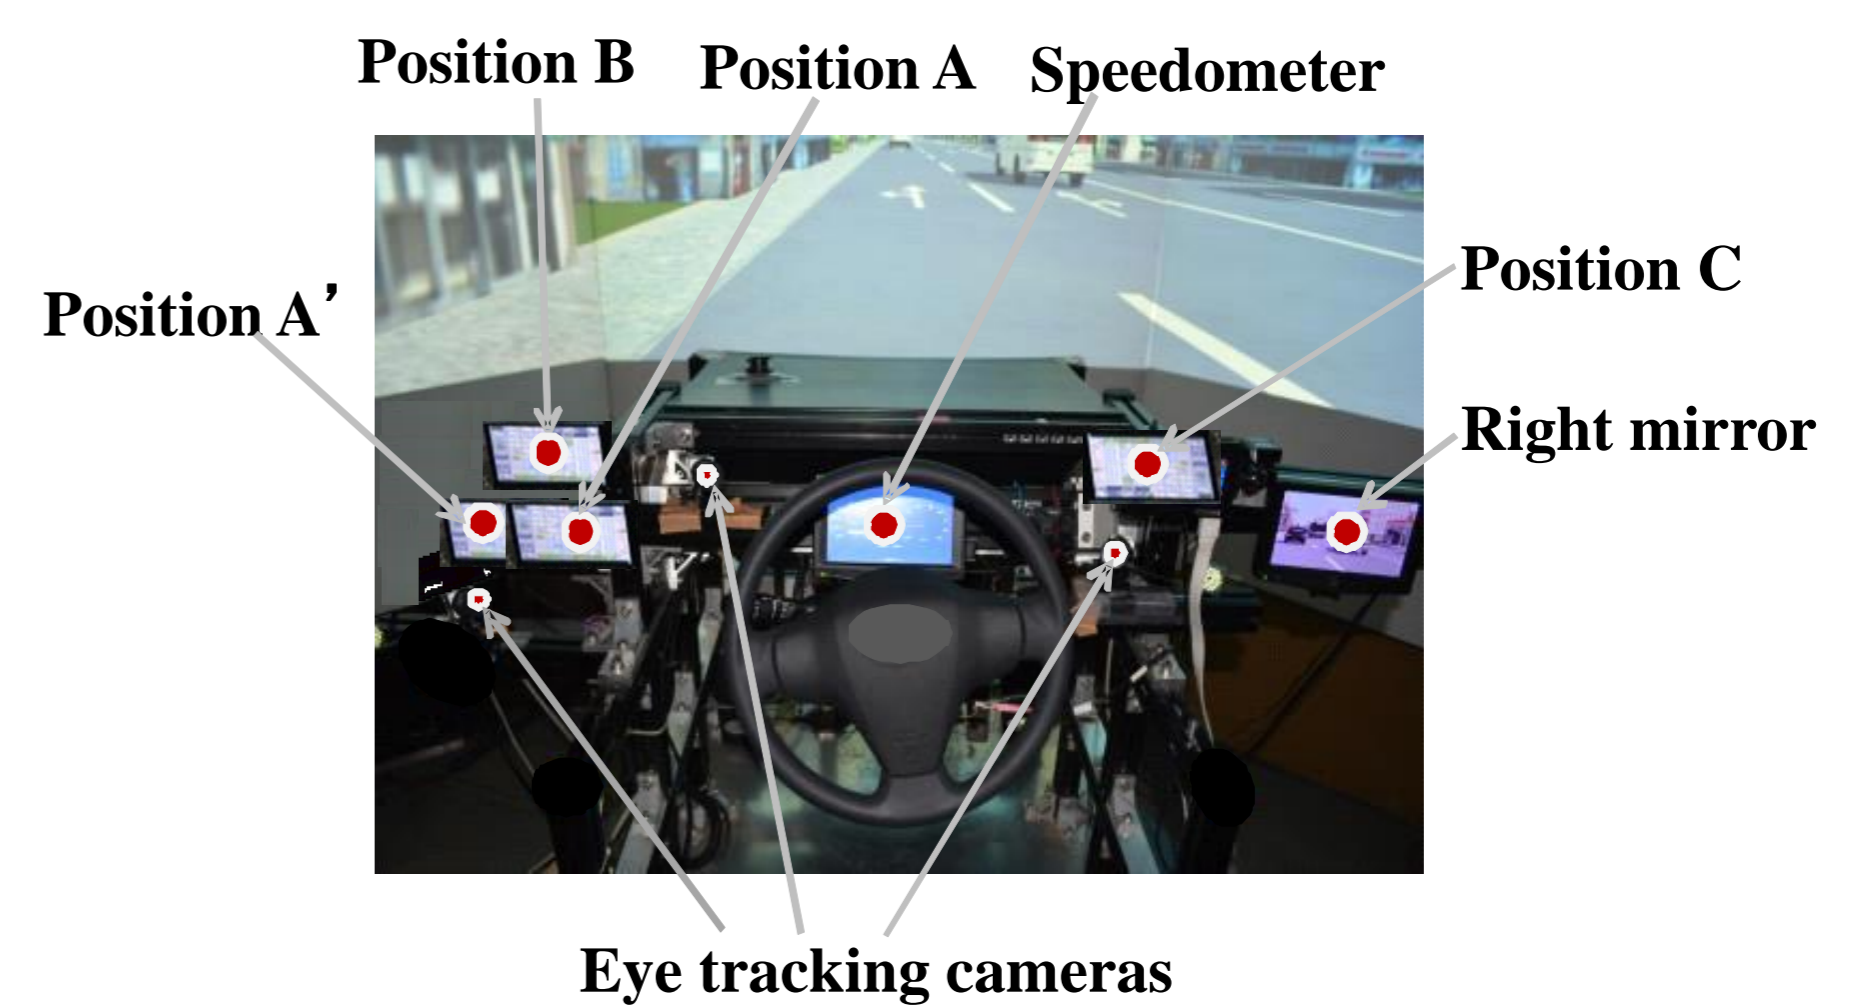 Position B
Position A
Speedometer
Position A’
Position C
Right mirror
Eye tracking cameras